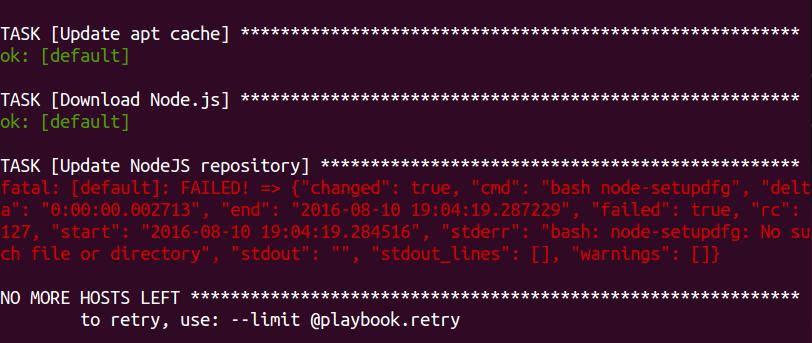 TASK [Update apt cache] ********************************************************
ok: [default]
TASK [Download Node.js] ********************************************************
ok: [default]
TASK [Update NodeJS repository] ************************************************
fatal: [default]: FAILED! => {"changed": true, "cmd": "bash node-setupdfg", "delt
a": "0:00:00.002713", "end": "2016-08-10 19:04:19.287229", "failed": true, "rc":
127, "start": "2016-08-10 19:04:19.284516", "stderr": "bash: node-setupdfg: No su
ch file or directory", "stdout": "", "stdout_lines": [], "warnings": []}
NO MORE HOSTS LEFT *************************************************************
to retry, use: --limit @playbook.retry